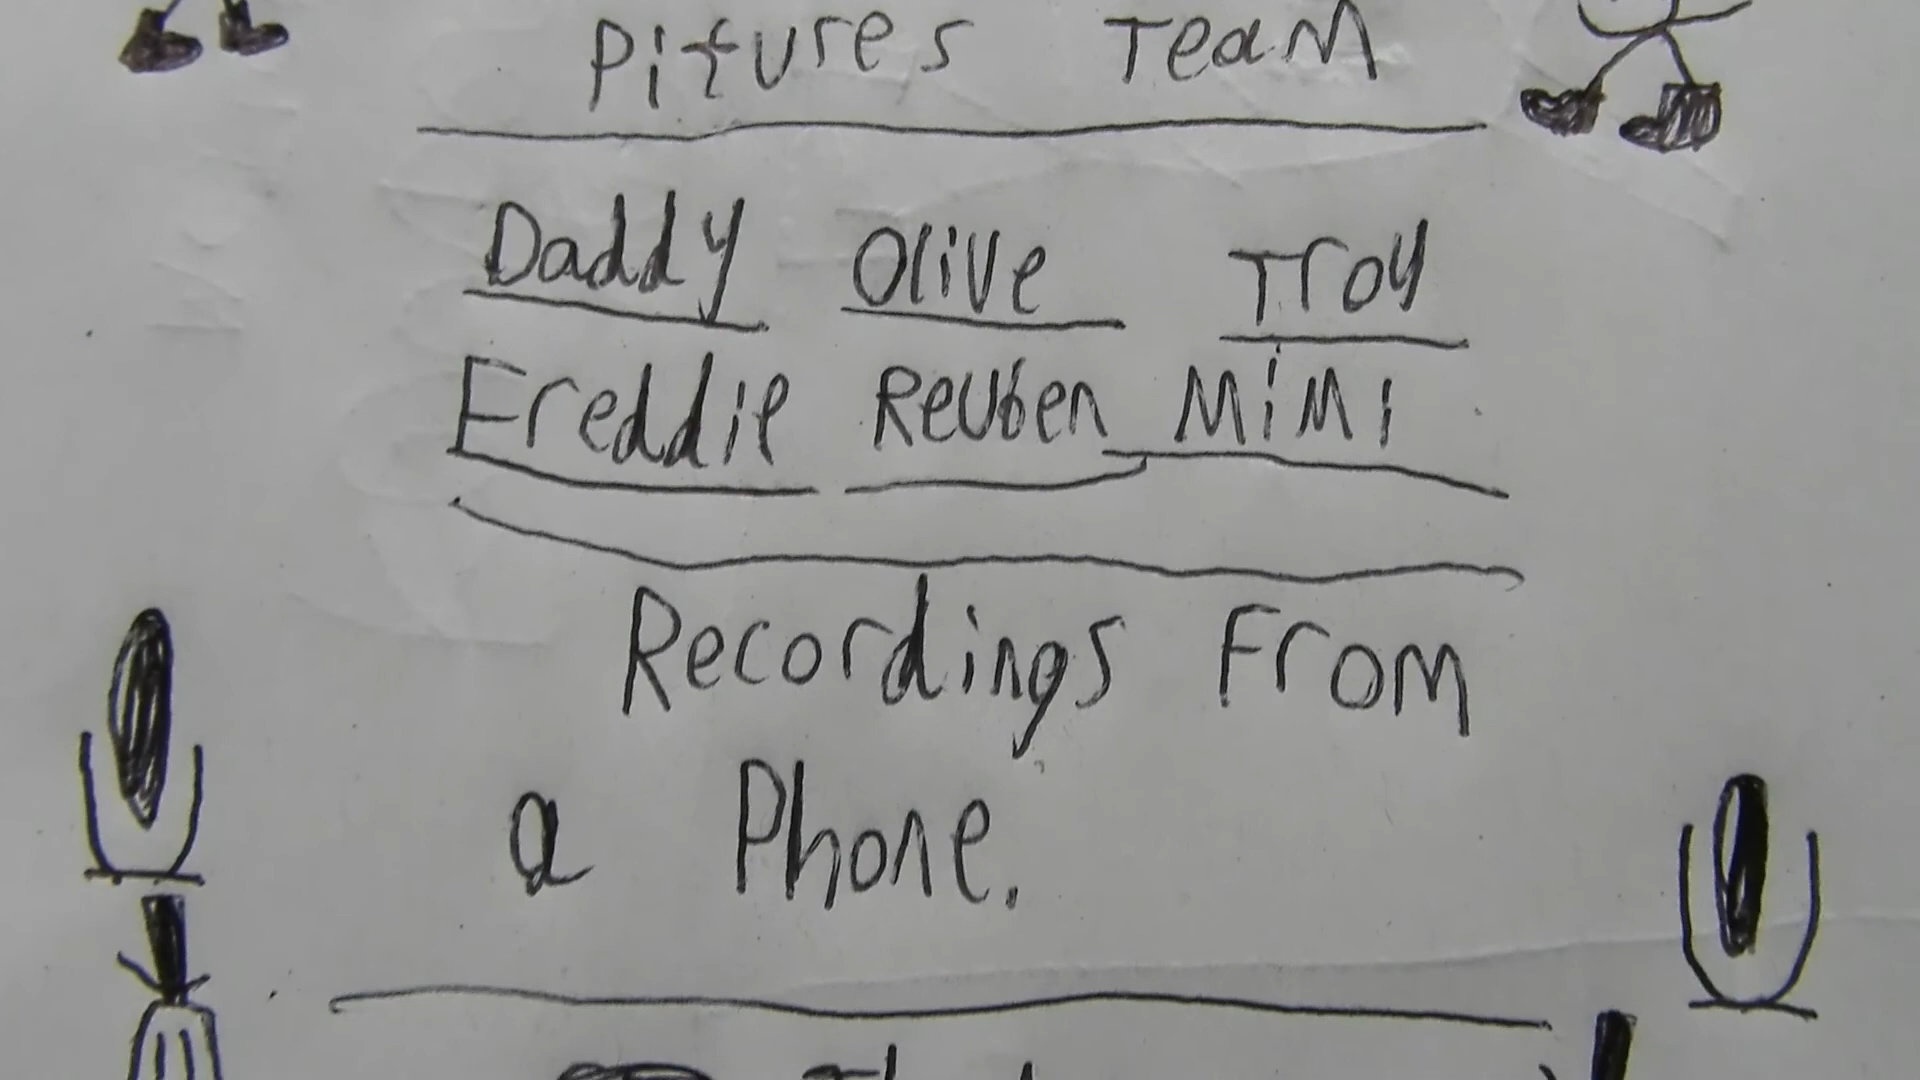 Pitures Team
Daddy Olive Troy
Freddie Reuben Mimi
Recordings From
a Phone.